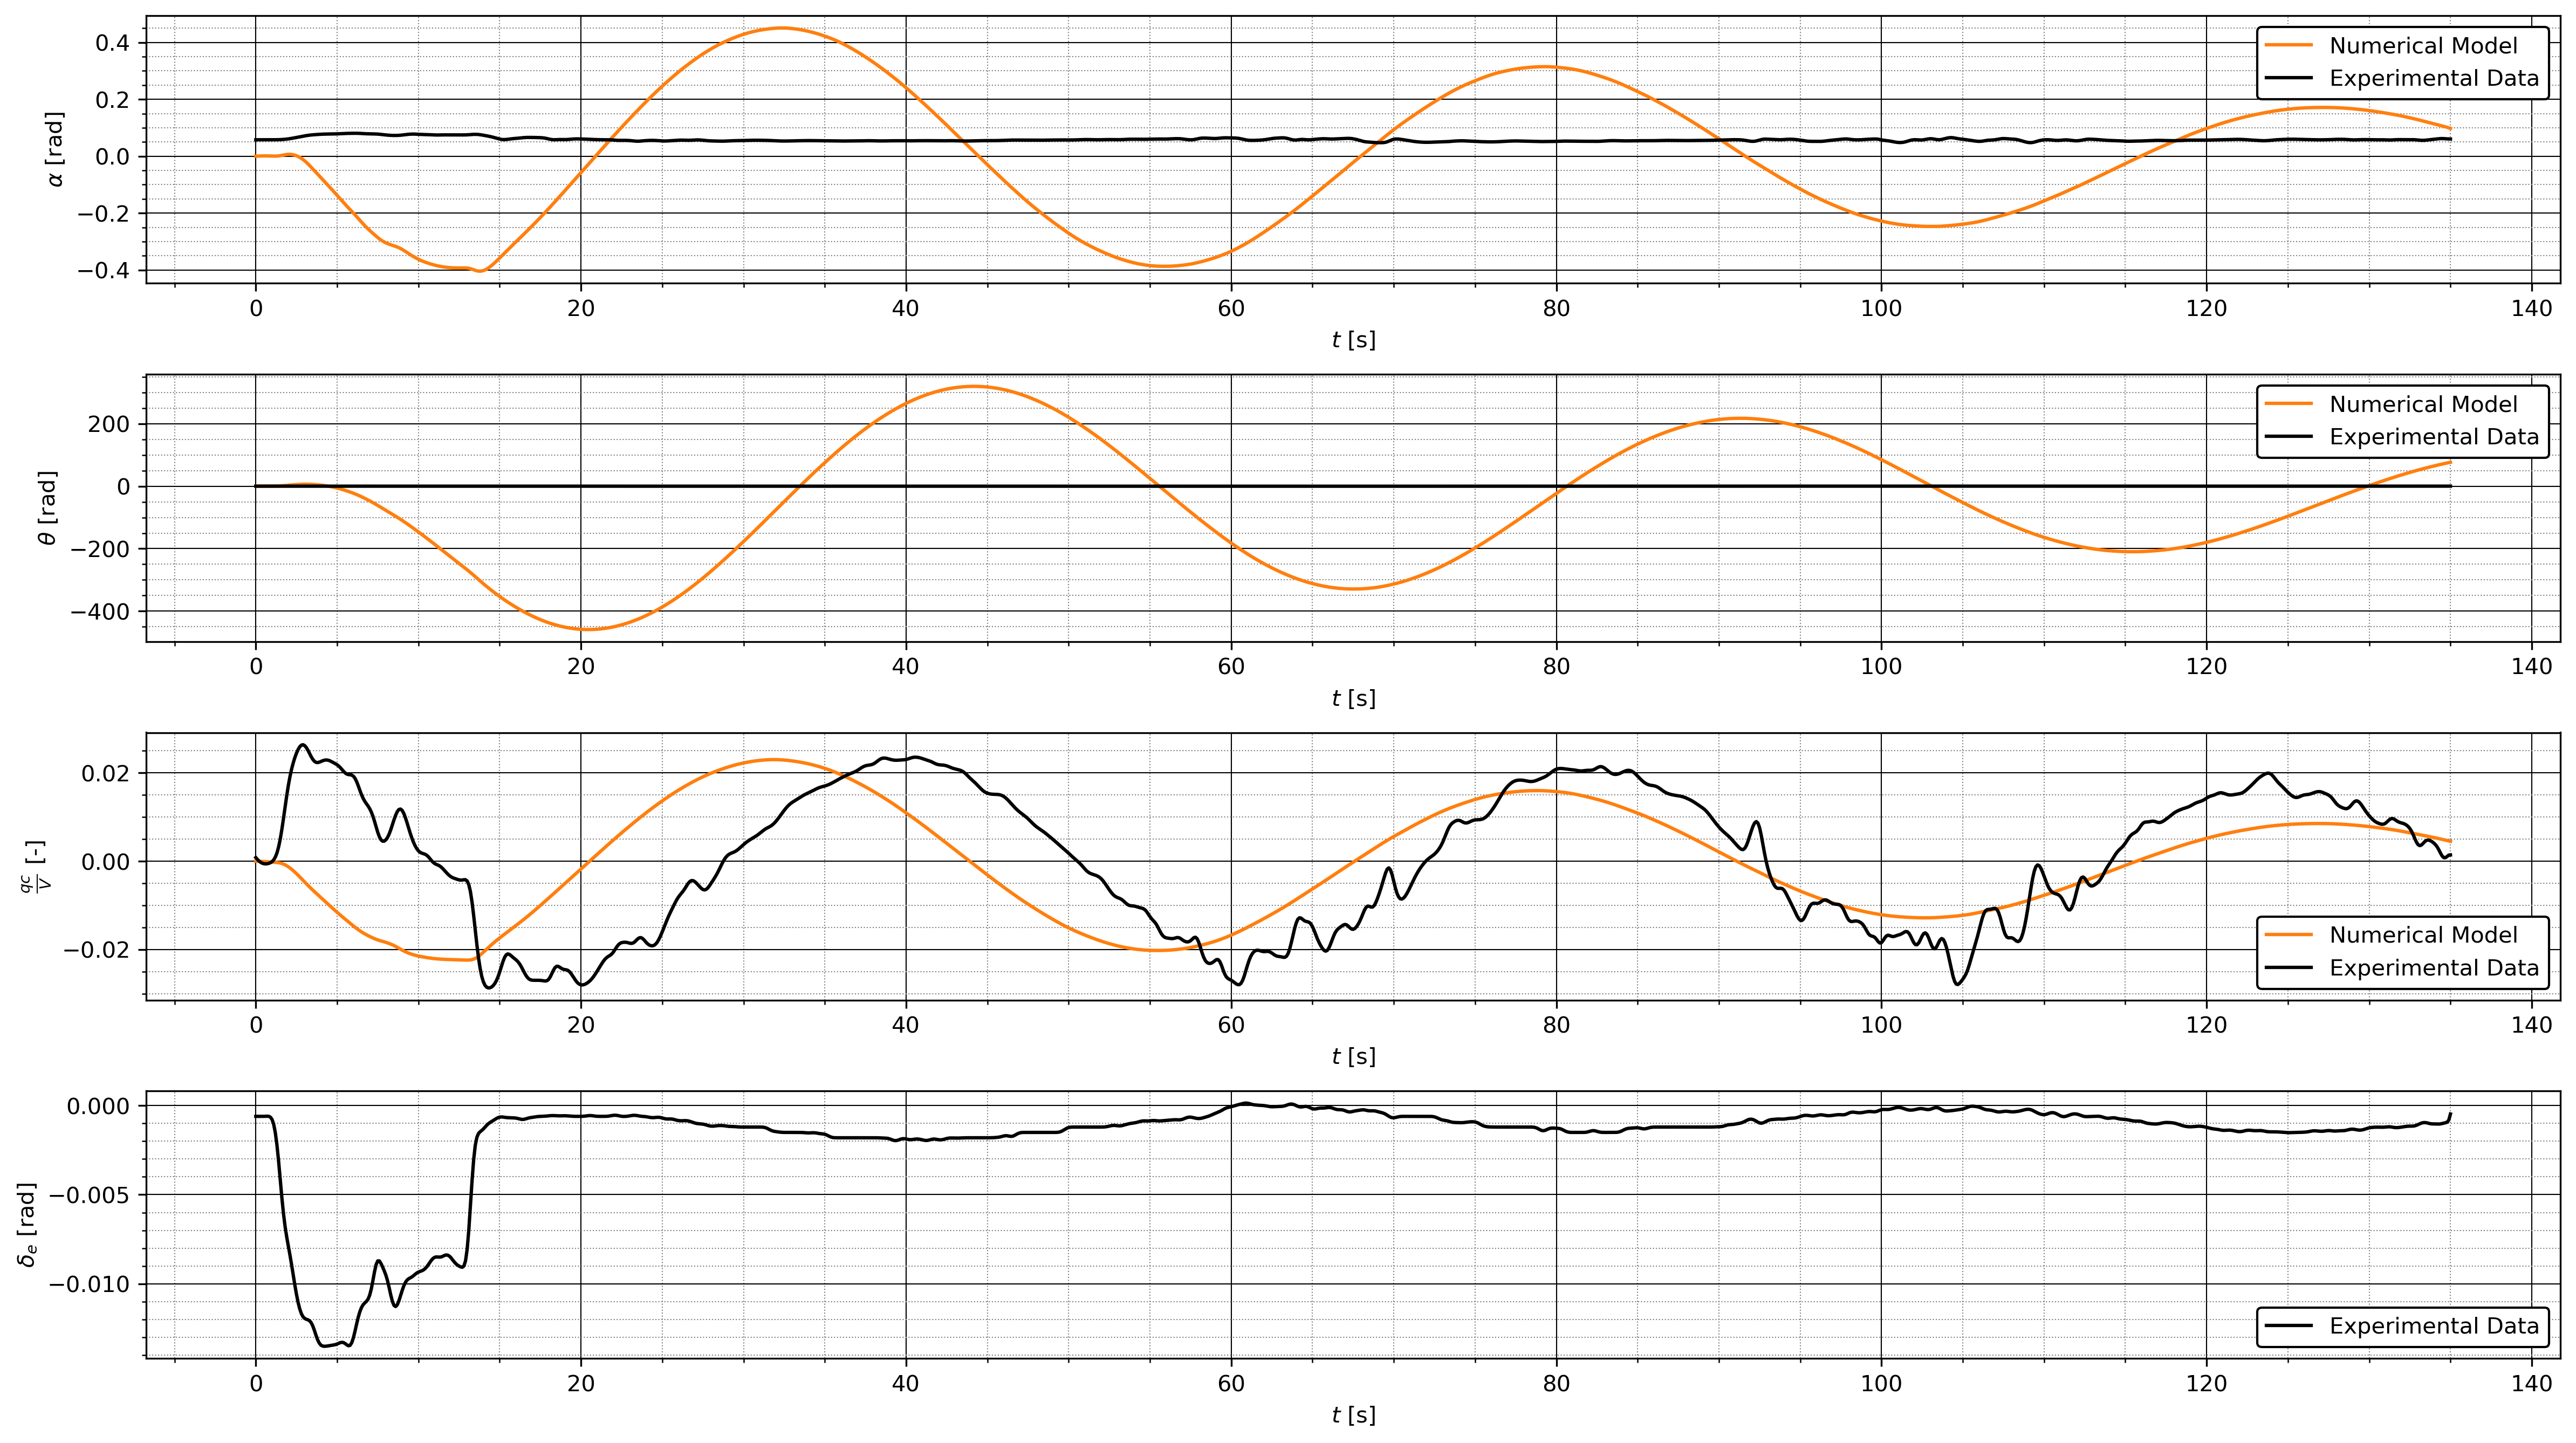 0.4
0.2
0.0
−0.2
−0.4
α [rad]
Numerical Model
Experimental Data
0 20 40 60 80 100 120 140
t [s]
200
0
−200
−400
θ [rad]
Numerical Model
Experimental Data
0 20 40 60 80 100 120 140
t [s]
0.02
0.00
−0.02
qc/V [-]
Numerical Model
Experimental Data
0 20 40 60 80 100 120 140
t [s]
0.000
−0.005
−0.010
δe [rad]
Experimental Data
0 20 40 60 80 100 120 140
t [s]